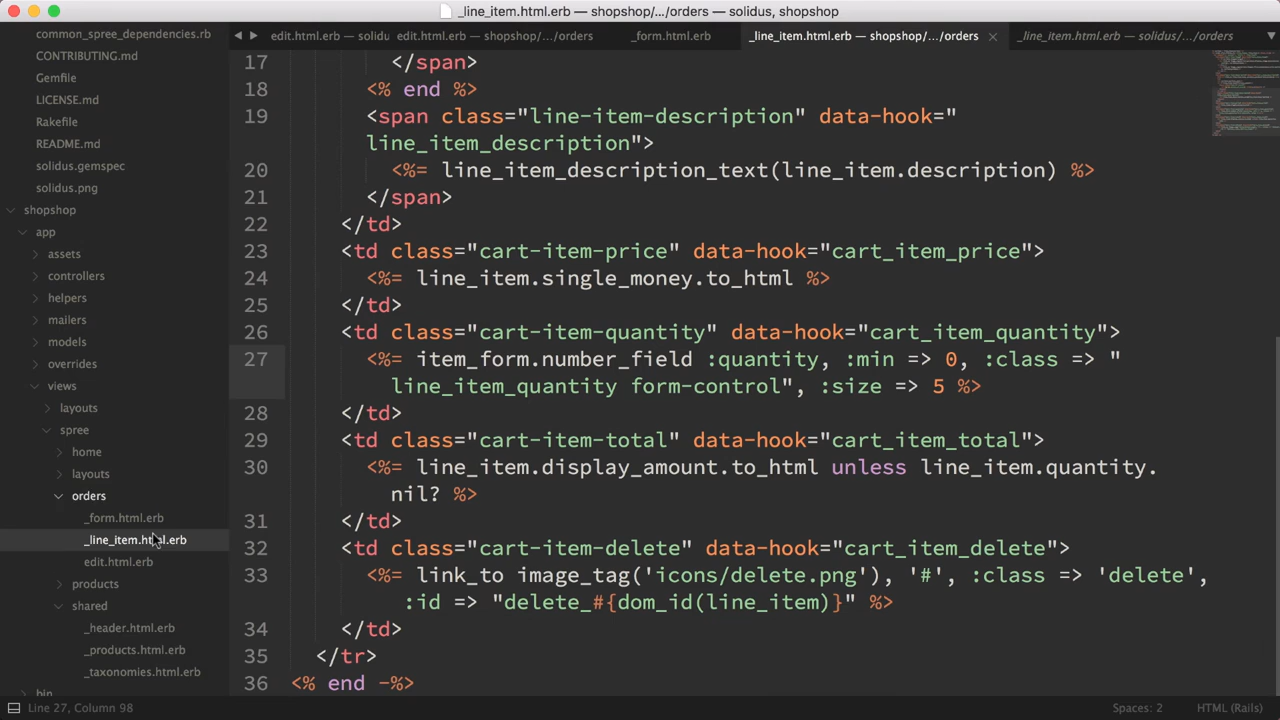 _line_item.html.erb — shopshop/.../orders — solidus, shopshop
common_spree_dependencies.rb
CONTRIBUTING.md
Gemfile
LICENSE.md
Rakefile
README.md
solidus.gemspec
solidus.png
shopshop
app
assets
controllers
helpers
mailers
models
overrides
views
layouts
spree
home
layouts
orders
_form.html.erb
_line_item.html.erb
edit.html.erb
products
shared
_header.html.erb
_products.html.erb
_taxonomies.html.erb
bin
edit.html.erb — solidu
edit.html.erb — shopshop/.../orders
_form.html.erb
_line_item.html.erb — shopshop/.../orders
_line_item.html.erb — solidus/.../orders
17 </span>
18 <% end %>
19 <span class="line-item-description" data-hook="
line_item_description">
20 <%= line_item_description_text(line_item.description) %>
21 </span>
22 </td>
23 <td class="cart-item-price" data-hook="cart_item_price">
24 <%= line_item.single_money.to_html %>
25 </td>
26 <td class="cart-item-quantity" data-hook="cart_item_quantity">
27 <%= item_form.number_field :quantity, :min => 0, :class => "
line_item_quantity form-control", :size => 5 %>
28 </td>
29 <td class="cart-item-total" data-hook="cart_item_total">
30 <%= line_item.display_amount.to_html unless line_item.quantity.
nil? %>
31 </td>
32 <td class="cart-item-delete" data-hook="cart_item_delete">
33 <%= link_to image_tag('icons/delete.png'), '#', :class => 'delete',
:id => "delete_#{dom_id(line_item)}" %>
34 </td>
35 </tr>
36 <% end -%>
Line 27, Column 98
Spaces: 2
HTML (Rails)